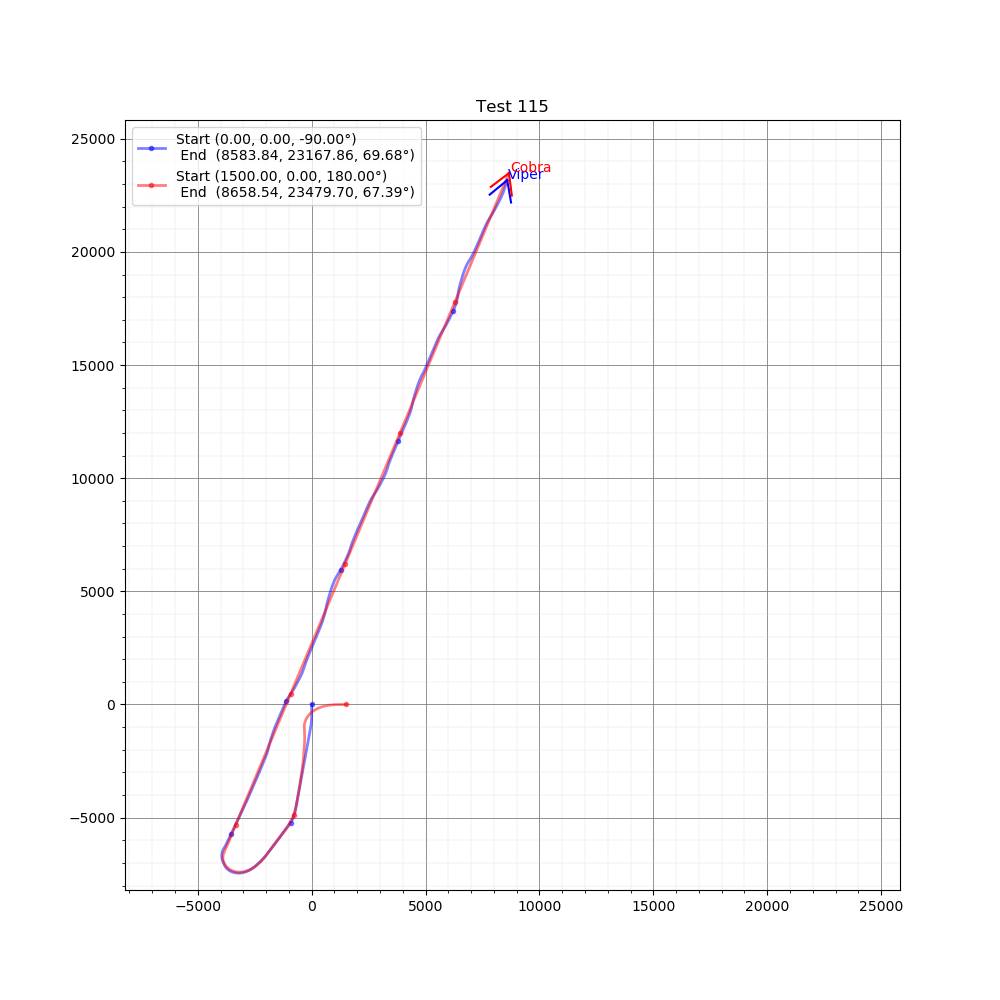 Test 115
Start (0.00, 0.00, -90.00°)
End (8583.84, 23167.86, 69.68°)
Start (1500.00, 0.00, 180.00°)
End (8658.54, 23479.70, 67.39°)
Cobra
Viper
25000
20000
15000
10000
5000
0
−5000
−5000 0 5000 10000 15000 20000 25000